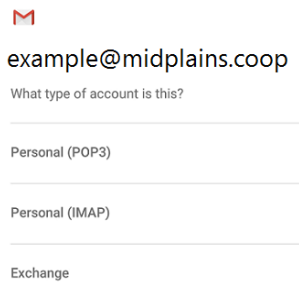 example@midplains.coop
What type of account is this?
Personal (POP3)
Personal (IMAP)
Exchange